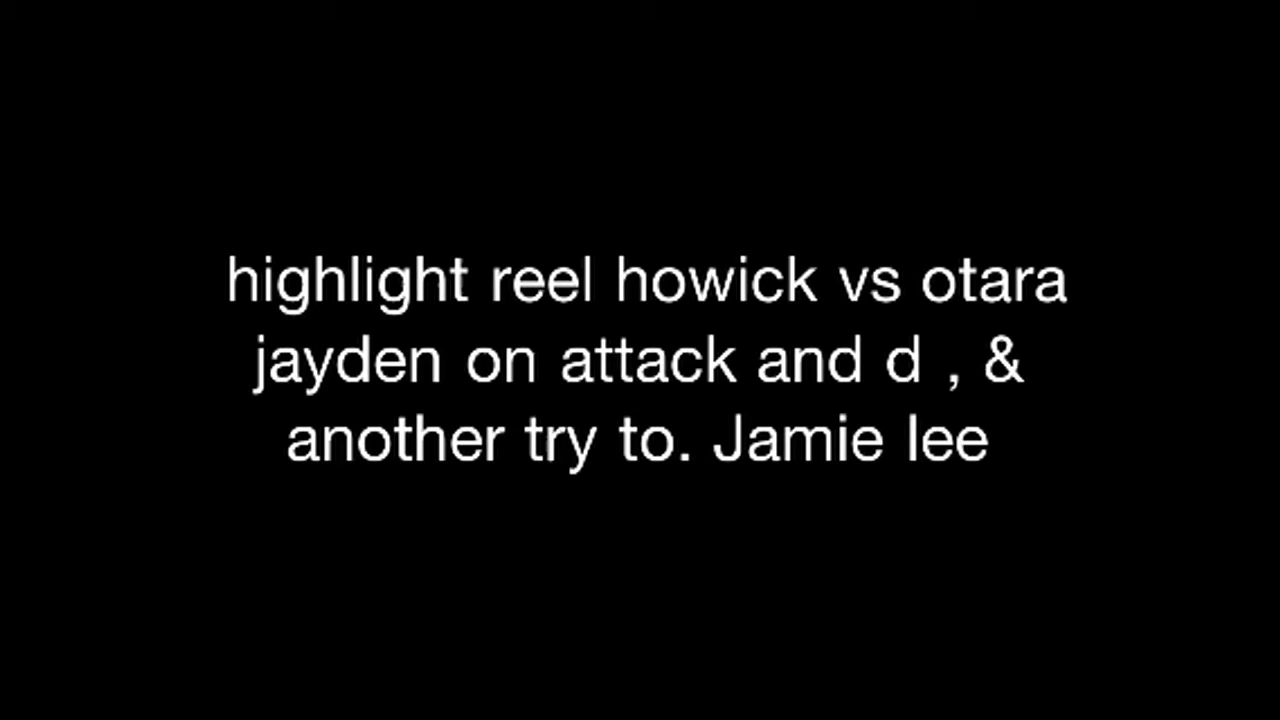 highlight reel howick vs otara
jayden on attack and d , &
another try to. Jamie lee